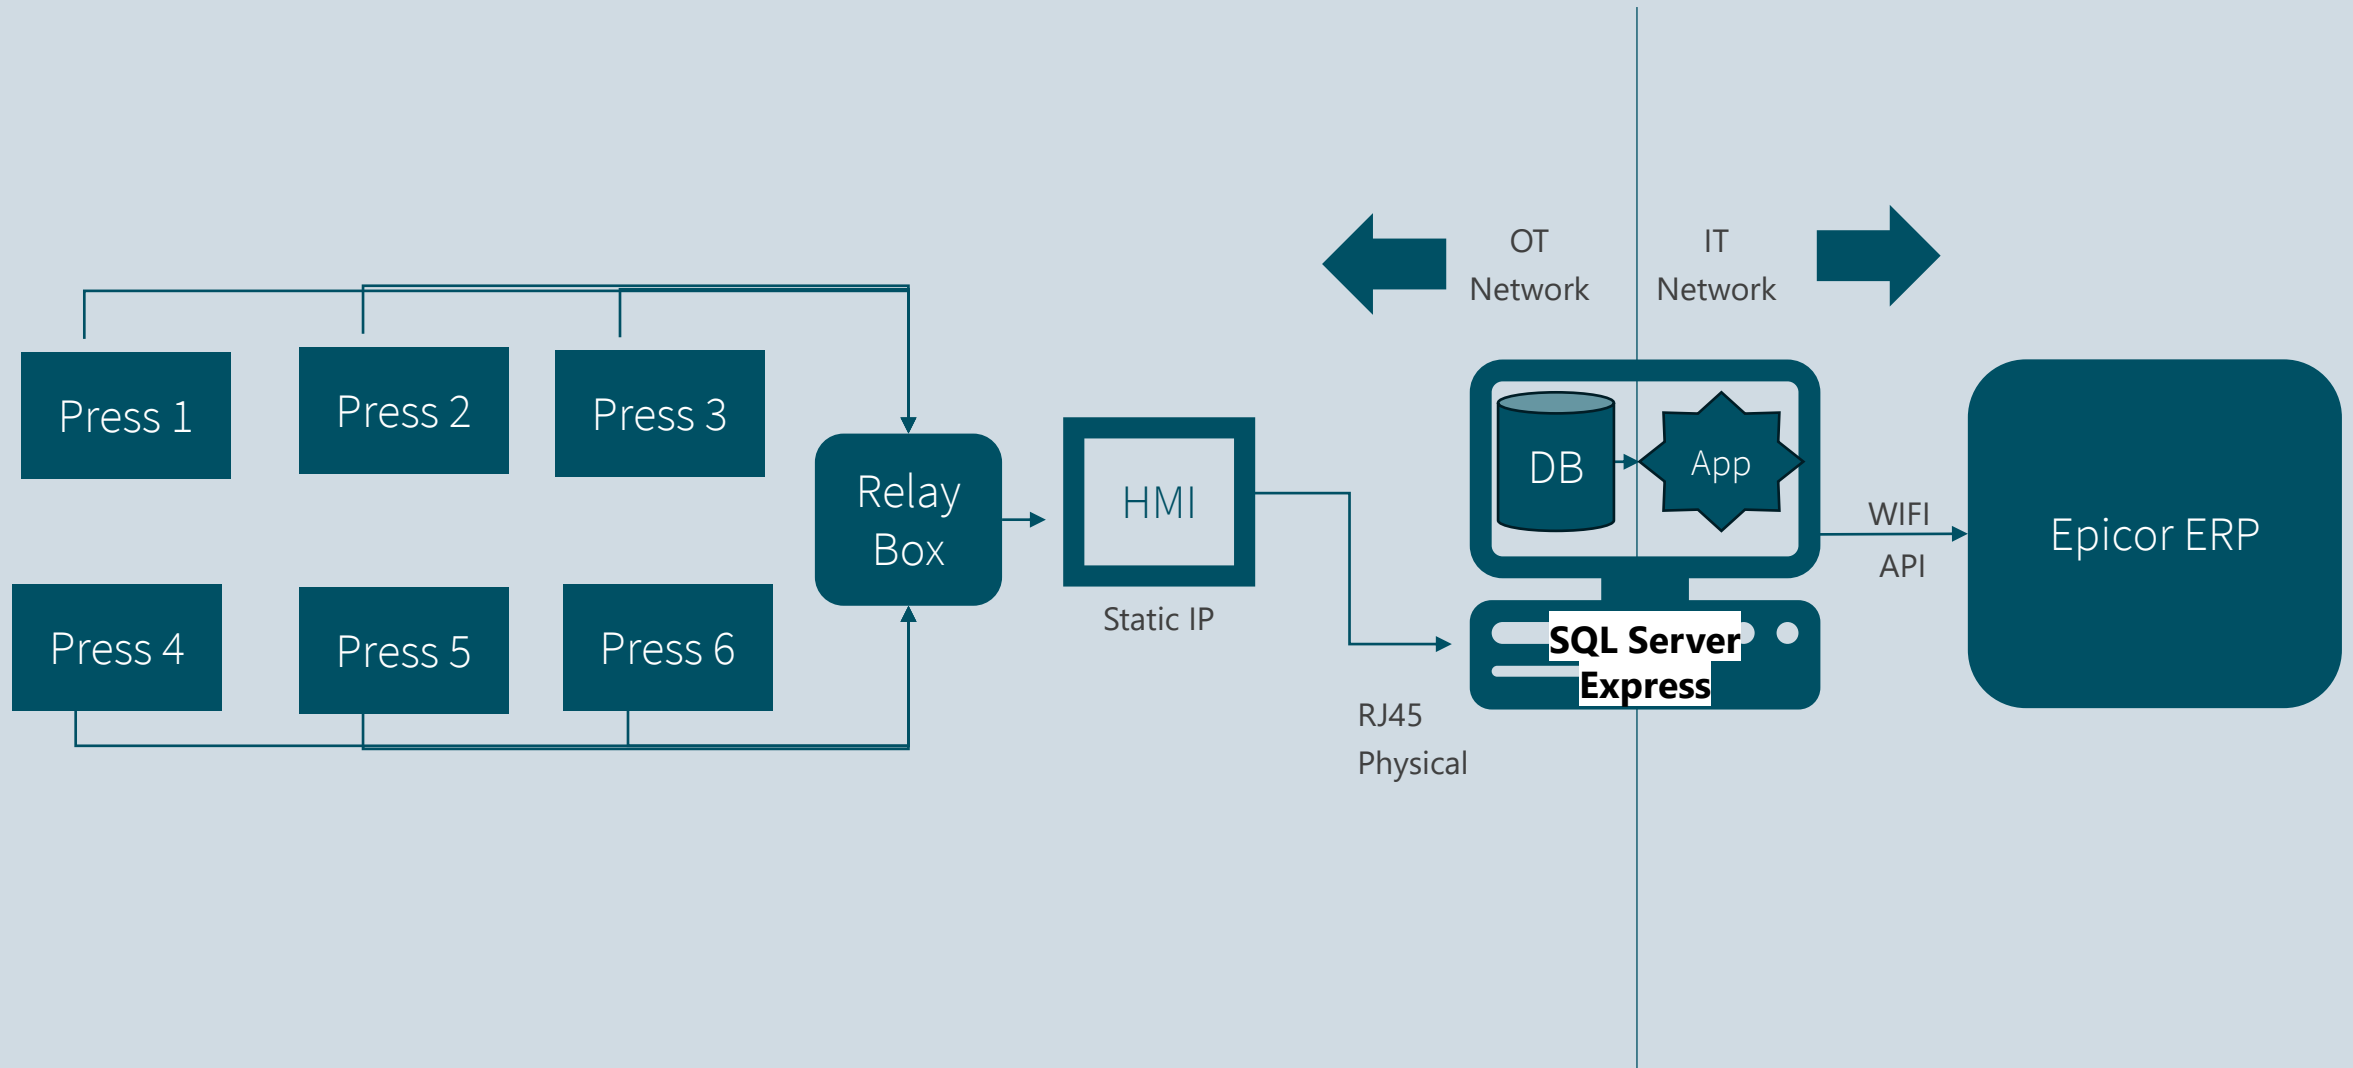 OT
Network
IT
Network
Press 1
Press 2
Press 3
Relay
Box
HMI
Static IP
DB
App
WIFI
API
Epicor ERP
Press 4
Press 5
Press 6
SQL Server
Express
RJ45
Physical